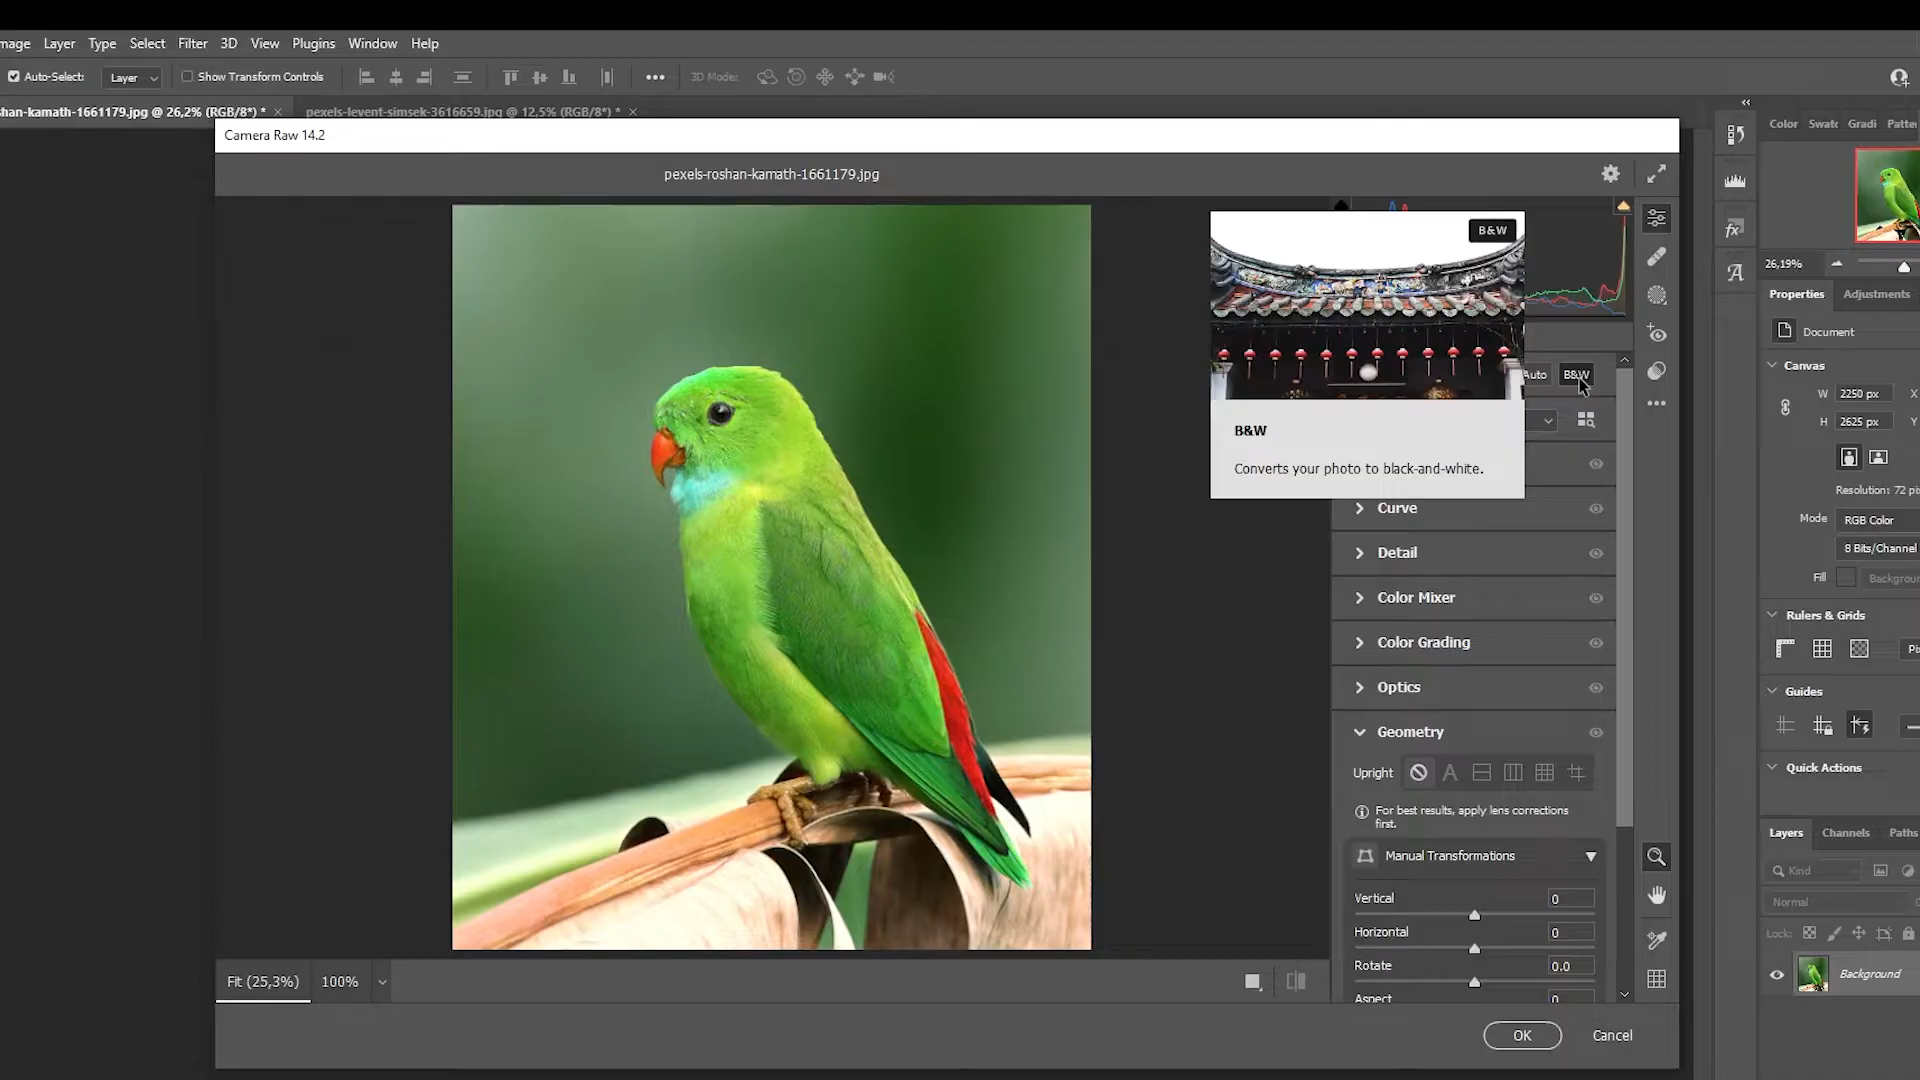 mage Layer Type Select Filter 3D View Plugins Window Help
Auto-Select: Layer Show Transform Controls 3D Mode:
shan-kamath-1661179.jpg @ 26,2% (RGB/8*) * × pexels-levent-simsek-3616659.jpg @ 12,5% (RGB/8*) * ×
Camera Raw 14.2
pexels-roshan-kamath-1661179.jpg
B&W
Auto B&W
B&W
Converts your photo to black-and-white.
Curve
Detail
Color Mixer
Color Grading
Optics
Geometry
Upright
For best results, apply lens corrections
first.
Manual Transformations
Vertical 0
Horizontal 0
Rotate 0.0
Aspect 0
Fit (25,3%) 100%
OK Cancel
Color Swatc Gradi Patte
26,19%
Properties Adjustments
Document
Canvas
W 2250 px X
H 2625 px Y
Resolution: 72 pi
Mode RGB Color
8 Bits/Channel
Fill Backgrou
Rulers & Grids
Pi
Guides
Quick Actions
Layers Channels Paths
Kind
Normal
Lock:
Background